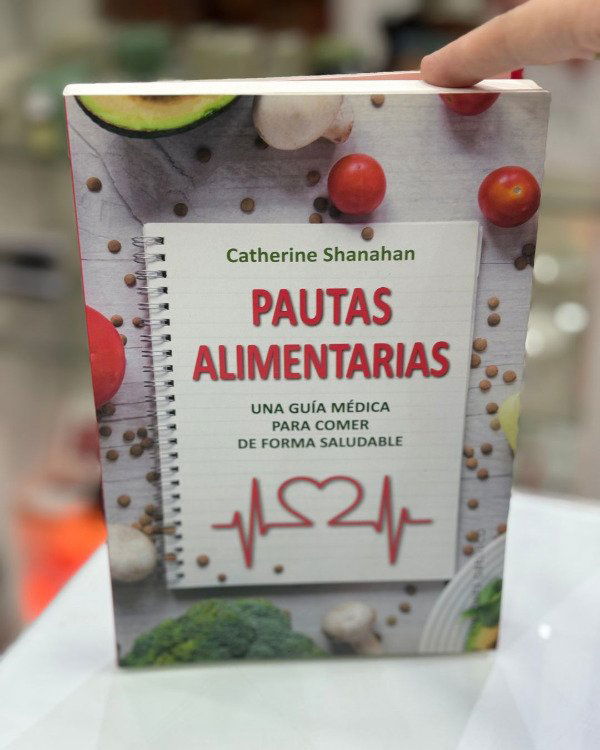 Catherine Shanahan
PAUTAS
ALIMENTARIAS
UNA GUÍA MÉDICA
PARA COMER
DE FORMA SALUDABLE